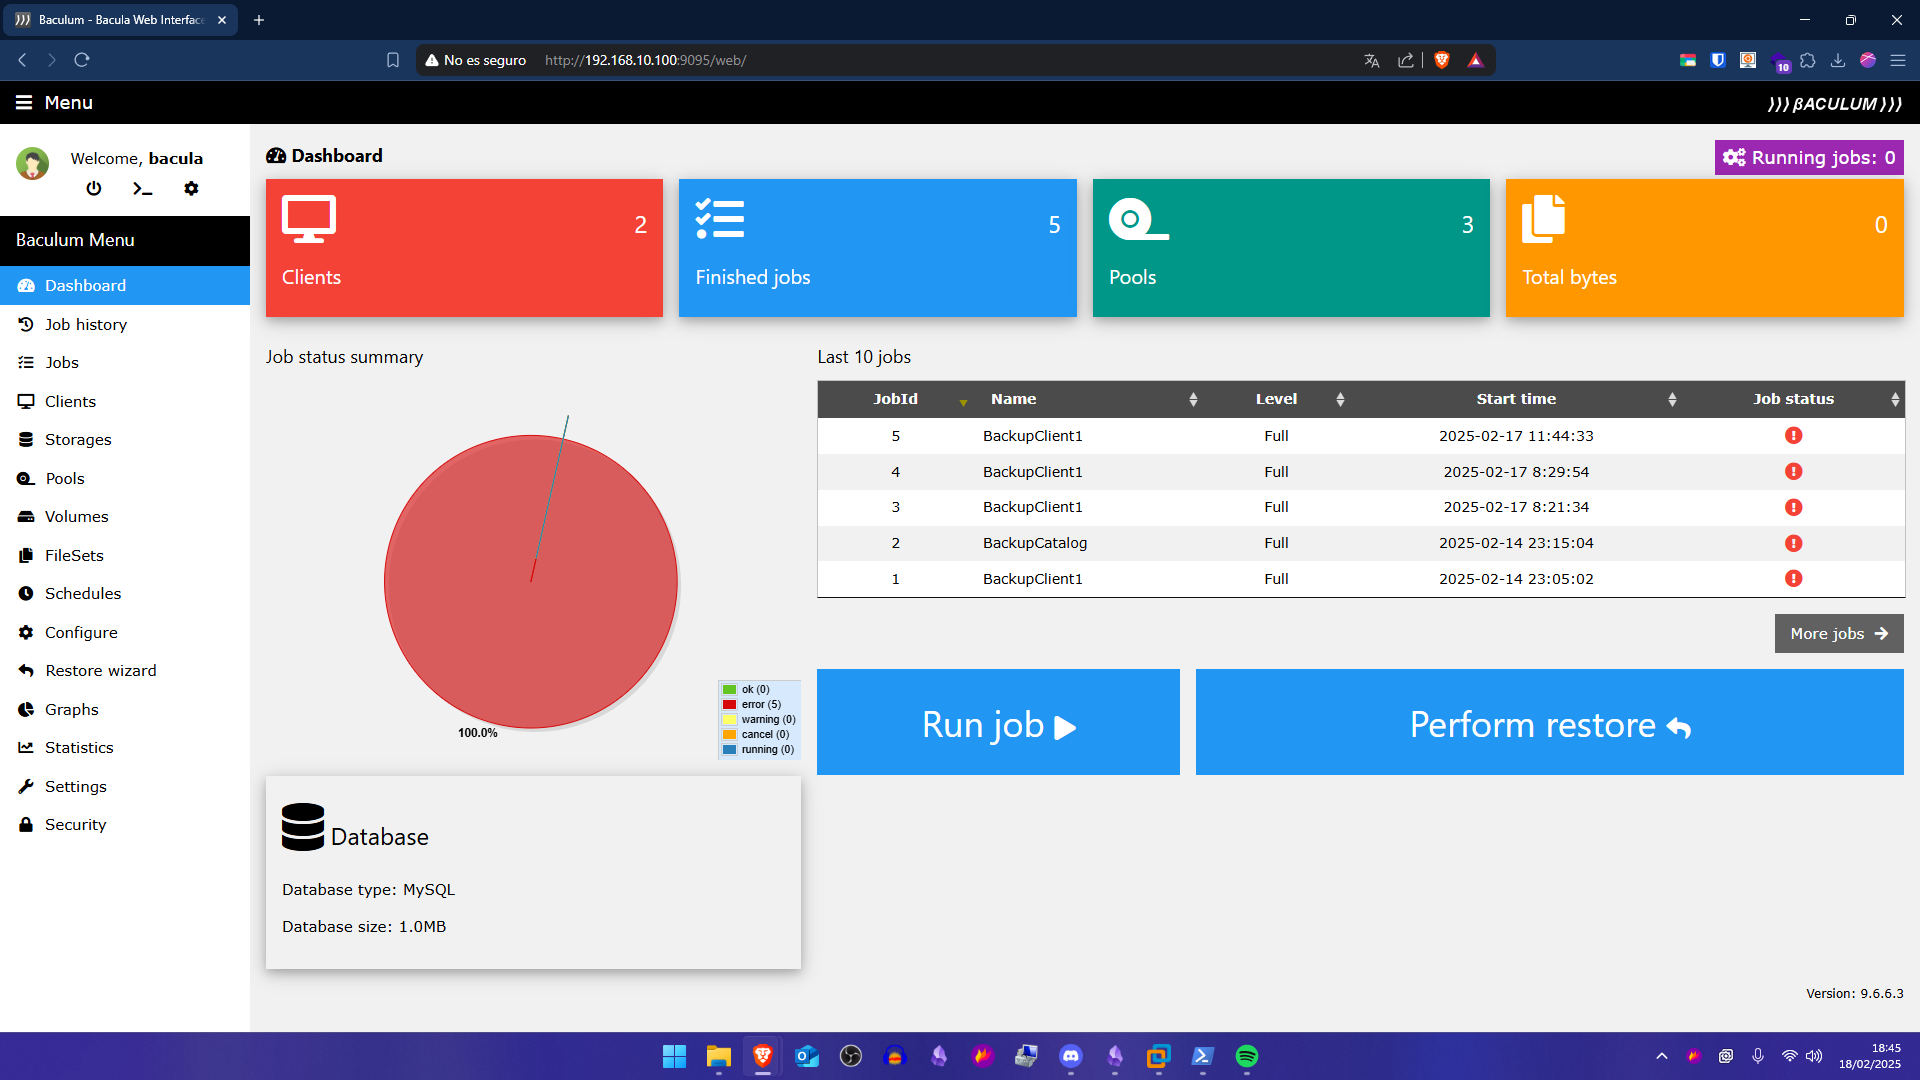 Baculum - Bacula Web Interface
No es seguro http://192.168.10.100:9095/web/
10
Menu
))) βACULUM )))
Welcome, bacula
Baculum Menu
Dashboard
Job history
Jobs
Clients
Storages
Pools
Volumes
FileSets
Schedules
Configure
Restore wizard
Graphs
Statistics
Settings
Security
Dashboard
Running jobs: 0
2
Clients
5
Finished jobs
3
Pools
0
Total bytes
Job status summary
100.0%
ok (0)
error (5)
warning (0)
cancel (0)
running (0)
Last 10 jobs
JobId Name Level Start time Job status
5 BackupClient1 Full 2025-02-17 11:44:33
4 BackupClient1 Full 2025-02-17 8:29:54
3 BackupClient1 Full 2025-02-17 8:21:34
2 BackupCatalog Full 2025-02-14 23:15:04
1 BackupClient1 Full 2025-02-14 23:05:02
More jobs
Run job
Perform restore
Database
Database type: MySQL
Database size: 1.0MB
Version: 9.6.6.3
18:45
18/02/2025